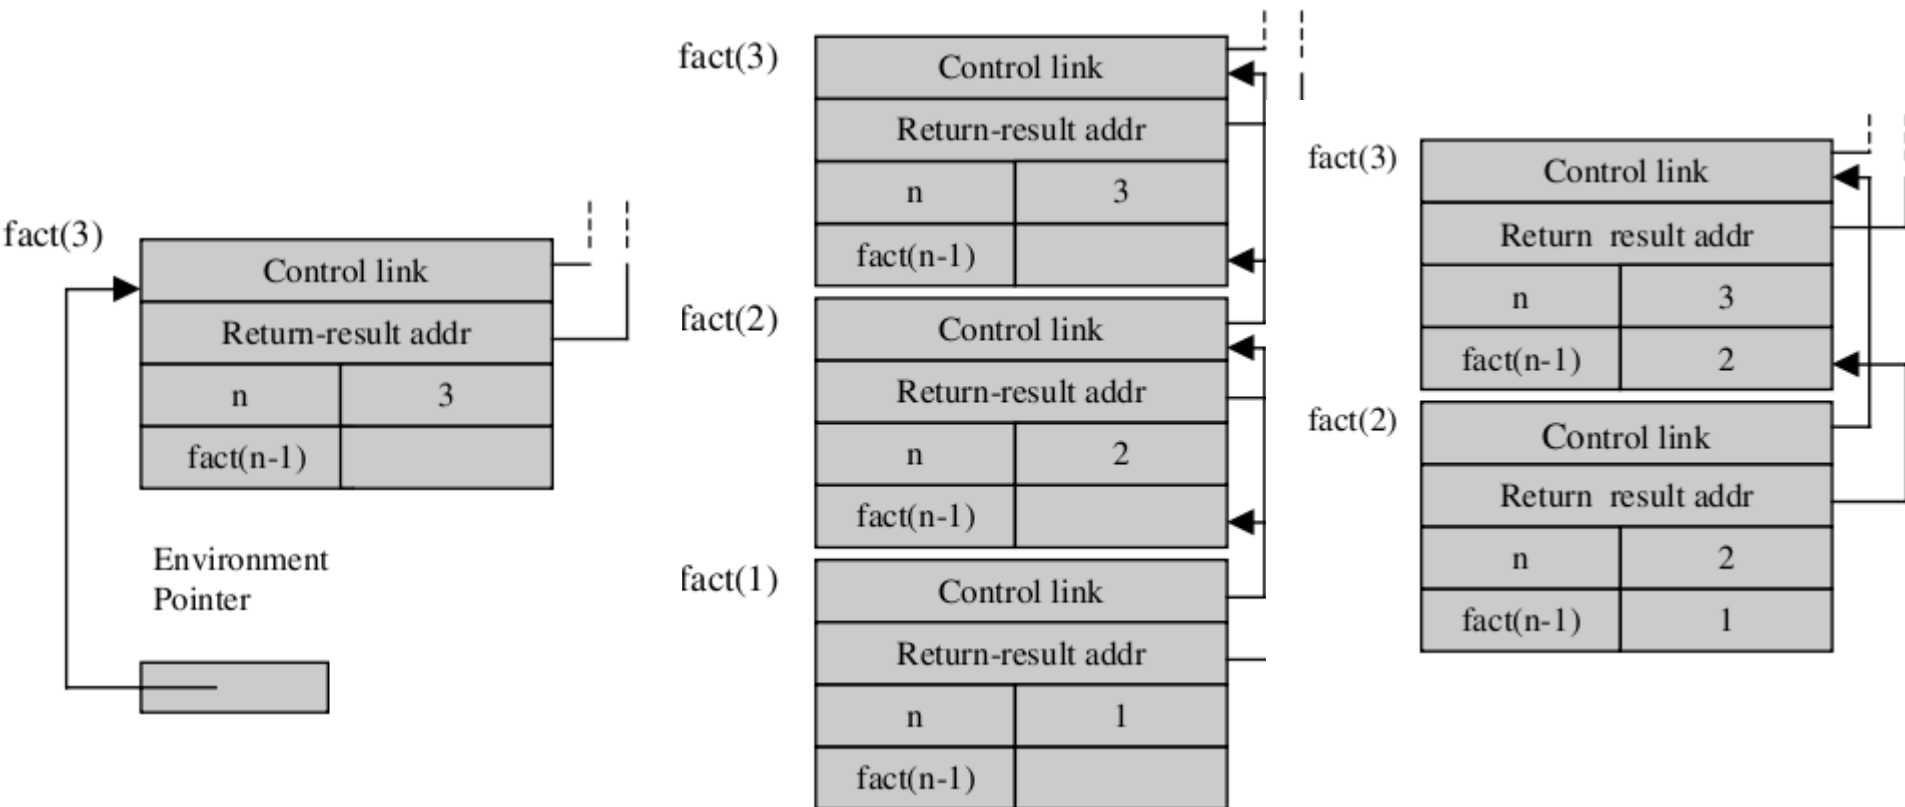 fact(3)
Control link
Return-result addr
n 3
fact(n-1)
Environment
Pointer
fact(3)
Control link
Return-result addr
n 3
fact(n-1)
fact(2)
Control link
Return-result addr
n 2
fact(n-1)
fact(1)
Control link
Return-result addr
n 1
fact(n-1)
fact(3)
Control link
Return result addr
n 3
fact(n-1) 2
fact(2)
Control link
Return result addr
n 2
fact(n-1) 1